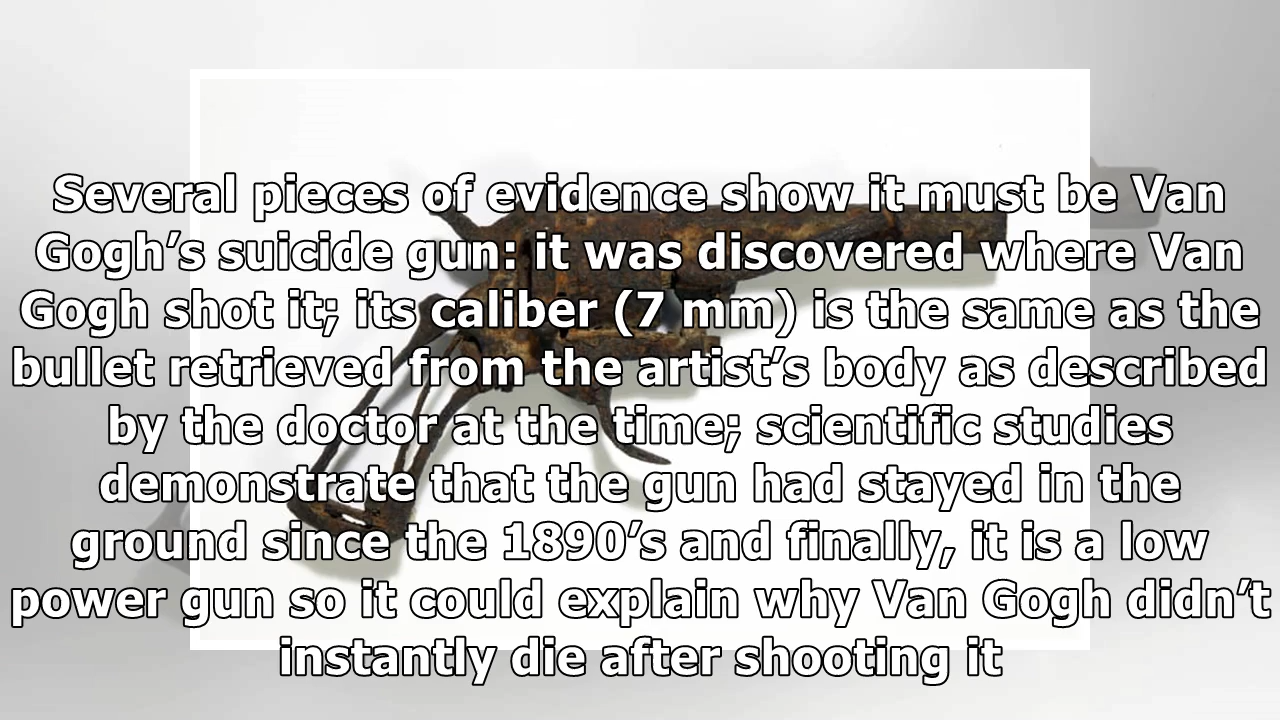 Several pieces of evidence show it must be Van
Gogh’s suicide gun: it was discovered where Van
Gogh shot it; its caliber (7 mm) is the same as the
bullet retrieved from the artist’s body as described
by the doctor at the time; scientific studies
demonstrate that the gun had stayed in the
ground since the 1890’s and finally, it is a low
power gun so it could explain why Van Gogh didn’t
instantly die after shooting it